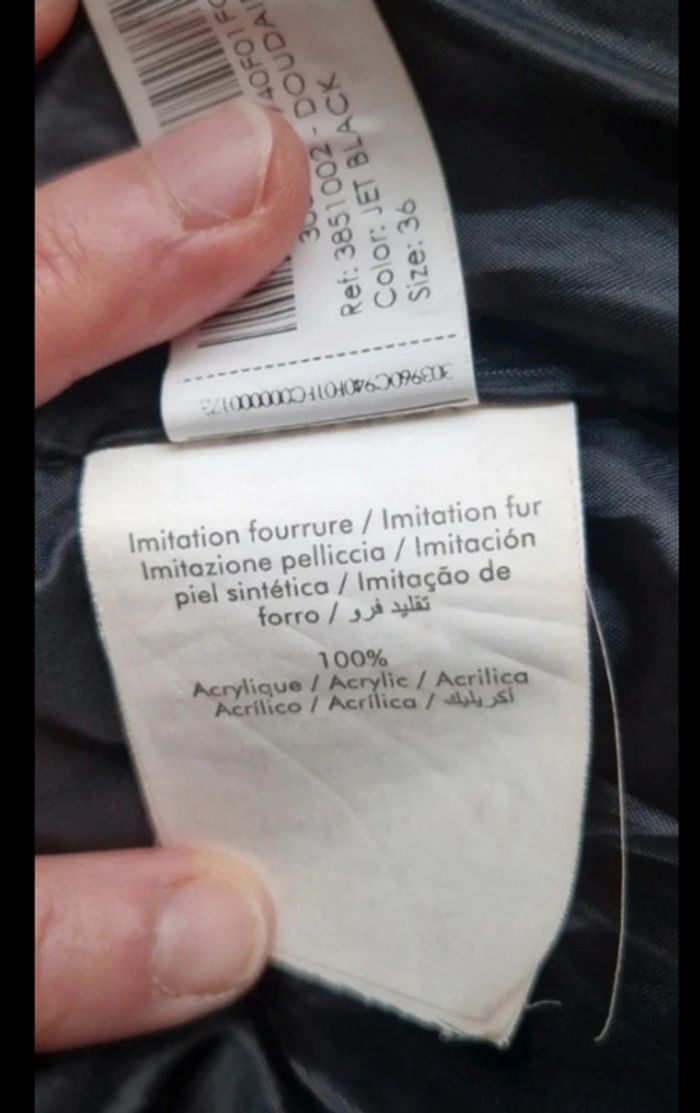 Ref: 3851002 - DOUDAI
Color: JET BLACK
Size: 36
Imitation fourrure / Imitation fur
Imitazione pelliccia / Imitación
piel sintética / Imitação de
forro / تقليد فرو
100%
Acrylique / Acrylic / Acrilica
Acrílico / Acrílica / أكريليك